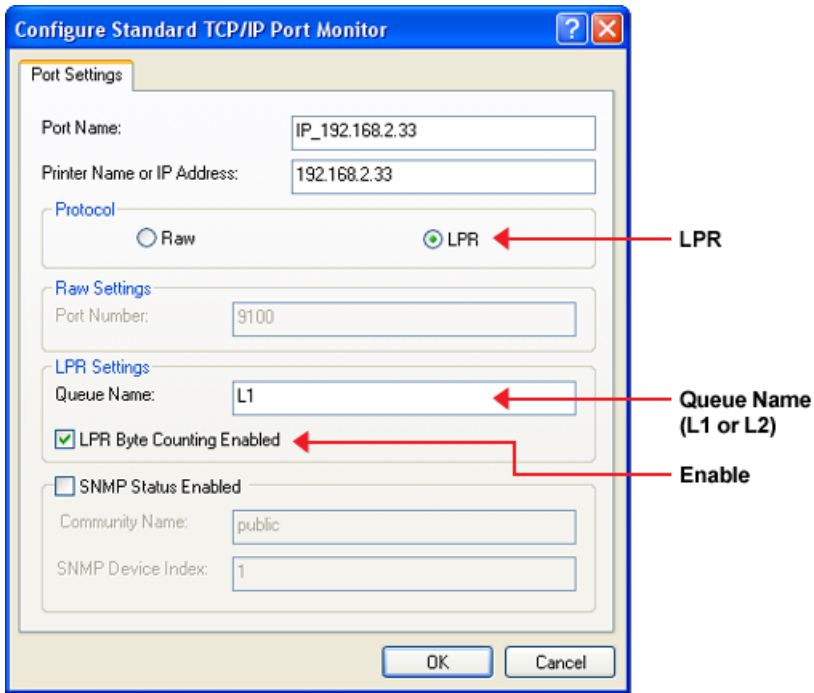 Configure Standard TCP/IP Port Monitor
Port Settings
Port Name: IP_192.168.2.33
Printer Name or IP Address: 192.168.2.33
Protocol
Raw LPR LPR
Raw Settings
Port Number: 9100
LPR Settings
Queue Name: L1 Queue Name
(L1 or L2)
LPR Byte Counting Enabled
Enable
SNMP Status Enabled
Community Name: public
SNMP Device Index: 1
OK Cancel